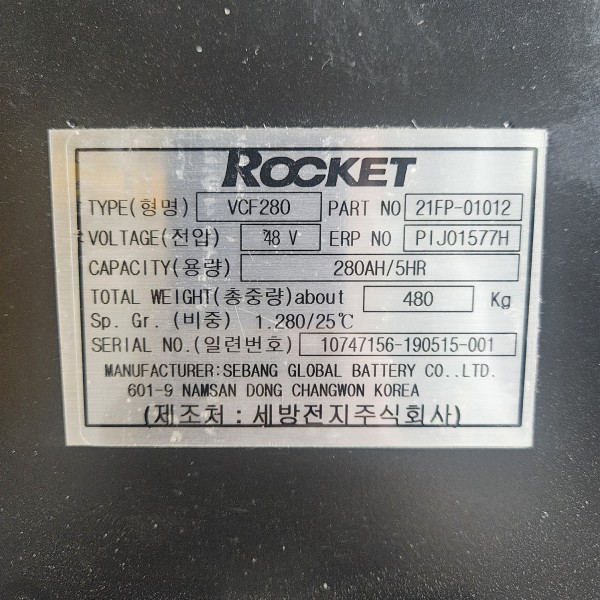 ROCKET
TYPE(형명) VCF280 PART NO 21FP-01012
VOLTAGE(전압) 48 V ERP NO PIJ01577H
CAPACITY(용량) 280AH/5HR
TOTAL WEIGHT(총중량)about 480 Kg
Sp. Gr. (비중) 1.280/25℃
SERIAL NO.(일련번호) 10747156-190515-001
MANUFACTURER:SEBANG GLOBAL BATTERY CO..LTD.
601-9 NAMSAN DONG CHANGWON KOREA
(제조처 : 세방전지주식회사)